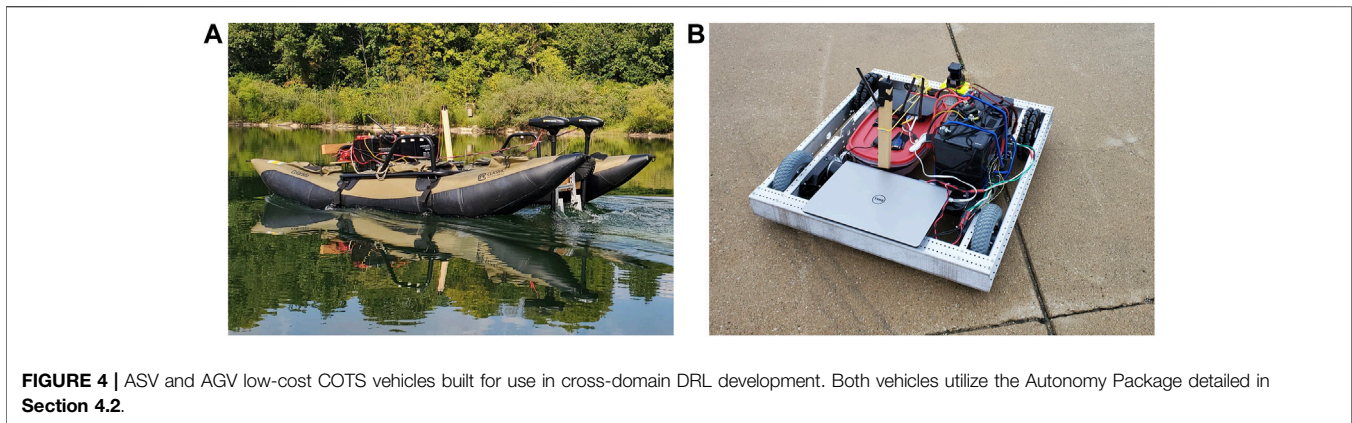 A
B
DELL
FIGURE 4 | ASV and AGV low-cost COTS vehicles built for use in cross-domain DRL development. Both vehicles utilize the Autonomy Package detailed in
Section 4.2.